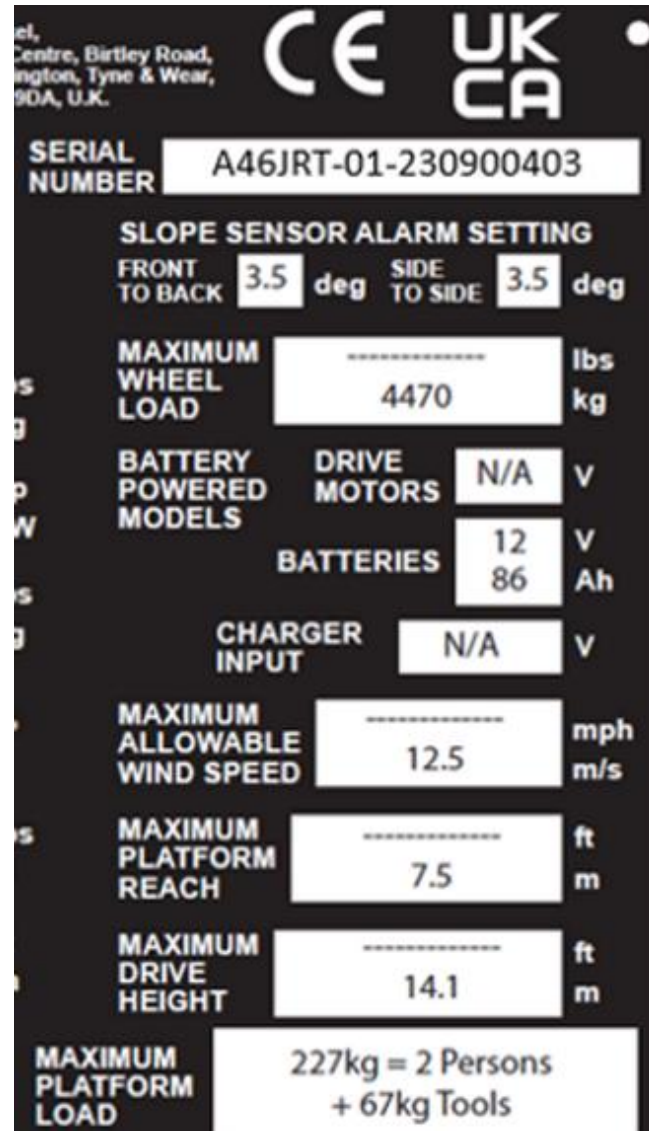 Centre, Birtley Road,
Tyne & Wear,
9DA, U.K.
CE UK
CA
SERIAL
NUMBER A46JRT-01-230900403
SLOPE SENSOR ALARM SETTING
FRONT
TO BACK 3.5 deg SIDE
TO SIDE 3.5 deg
MAXIMUM
WHEEL
LOAD ------------- lbs
4470 kg
BATTERY
POWERED
MODELS DRIVE
MOTORS N/A V
BATTERIES 12 V
86 Ah
CHARGER
INPUT N/A V
MAXIMUM
ALLOWABLE
WIND SPEED ------------- mph
12.5 m/s
MAXIMUM
PLATFORM
REACH ------------- ft
7.5 m
MAXIMUM
DRIVE
HEIGHT ------------- ft
14.1 m
MAXIMUM
PLATFORM
LOAD 227kg = 2 Persons
+ 67kg Tools